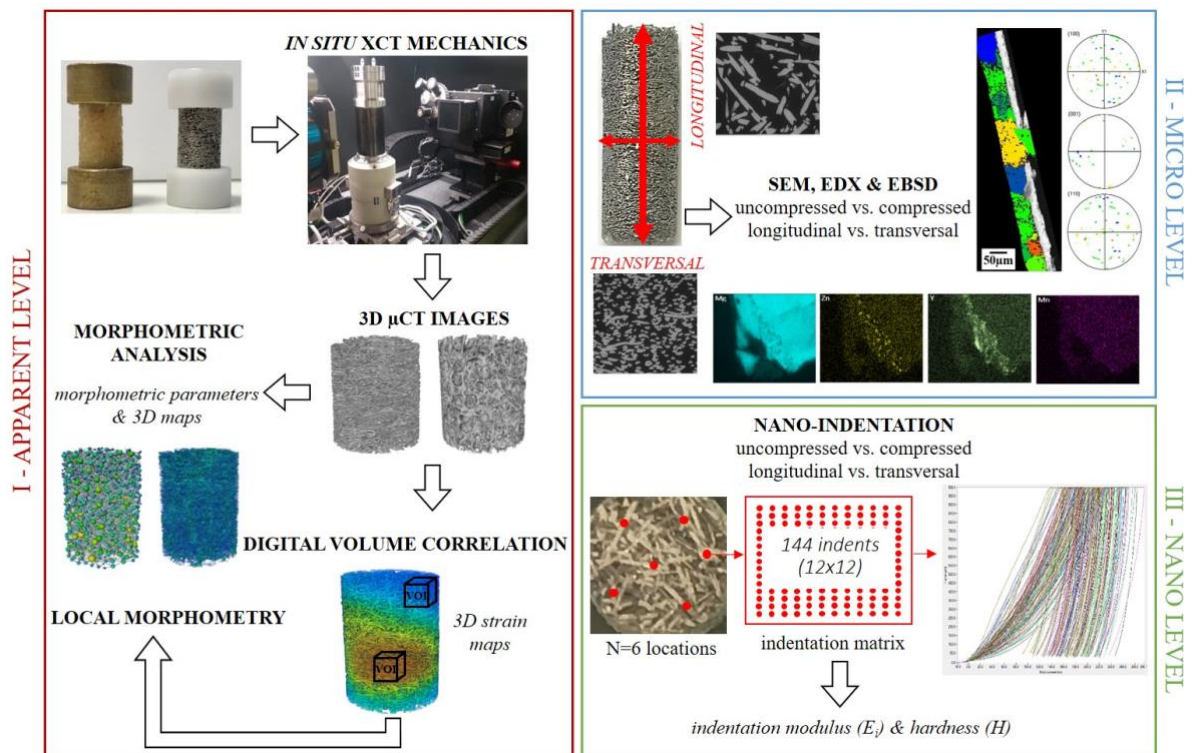 I - APPARENT LEVEL
IN SITU XCT MECHANICS
3D µCT IMAGES
MORPHOMETRIC
ANALYSIS
morphometric parameters
& 3D maps
DIGITAL VOLUME CORRELATION
VOI
VOI
3D strain
maps
LOCAL MORPHOMETRY
II - MICRO LEVEL
LONGITUDINAL
TRANSVERSAL
SEM, EDX & EBSD
uncompressed vs. compressed
longitudinal vs. transversal
50µm
{100}
{001}
{110}
Mg
Zn
Y
Mn
III - NANO LEVEL
NANO-INDENTATION
uncompressed vs. compressed
longitudinal vs. transversal
144 indents
(12x12)
N=6 locations
indentation matrix
indentation modulus (Ei) & hardness (H)